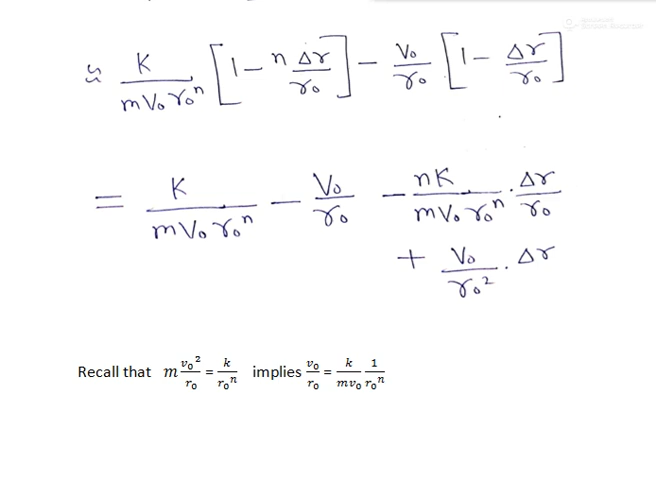 ≈ K/(mV₀r₀ⁿ) [1 - n Δr/r₀] - V₀/r₀ [1 - Δr/r₀]
= K/(mV₀r₀ⁿ) - V₀/r₀ - nK/(mV₀r₀ⁿ) · Δr/r₀
+ V₀/r₀² · Δr
Recall that m v₀²/r₀ = k/r₀ⁿ implies v₀/r₀ = k/(mv₀) 1/r₀ⁿ